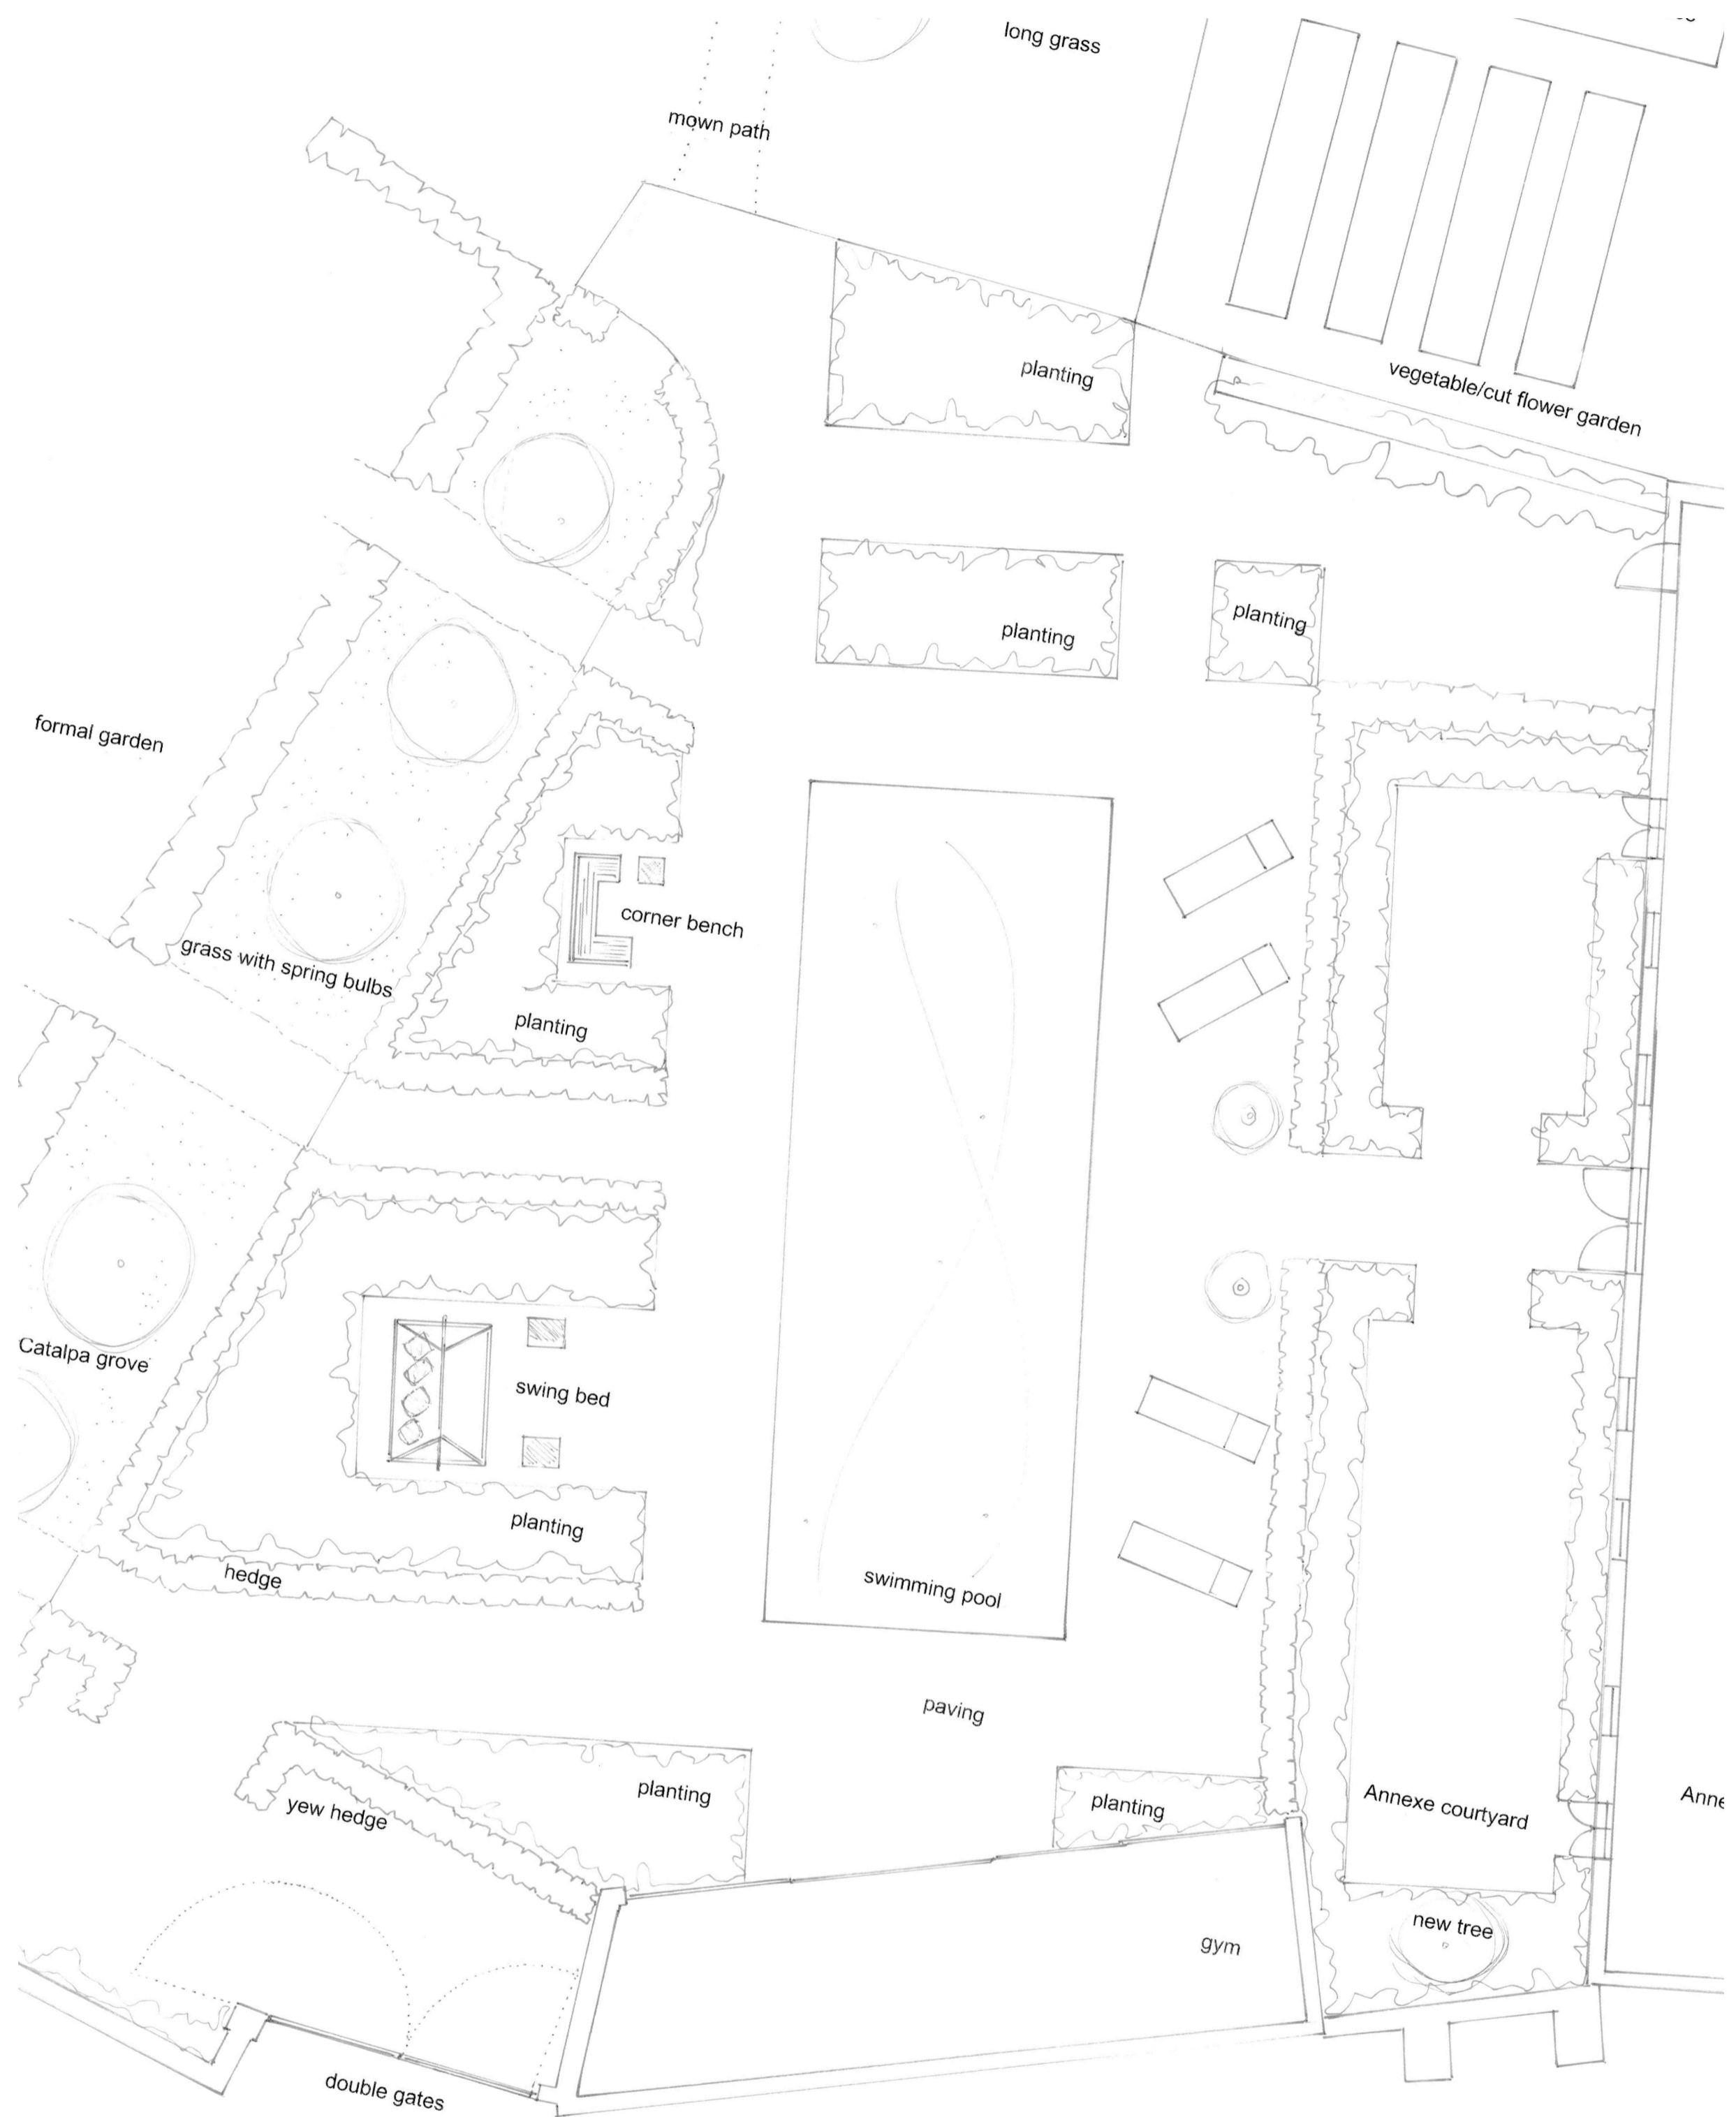 long grass
mown path
planting
vegetable/cut flower garden
planting
planting
formal garden
corner bench
grass with spring bulbs
planting
Catalpa grove
swing bed
planting
hedge
swimming pool
paving
planting
planting
yew hedge
Annexe courtyard
Anne
new tree
gym
double gates